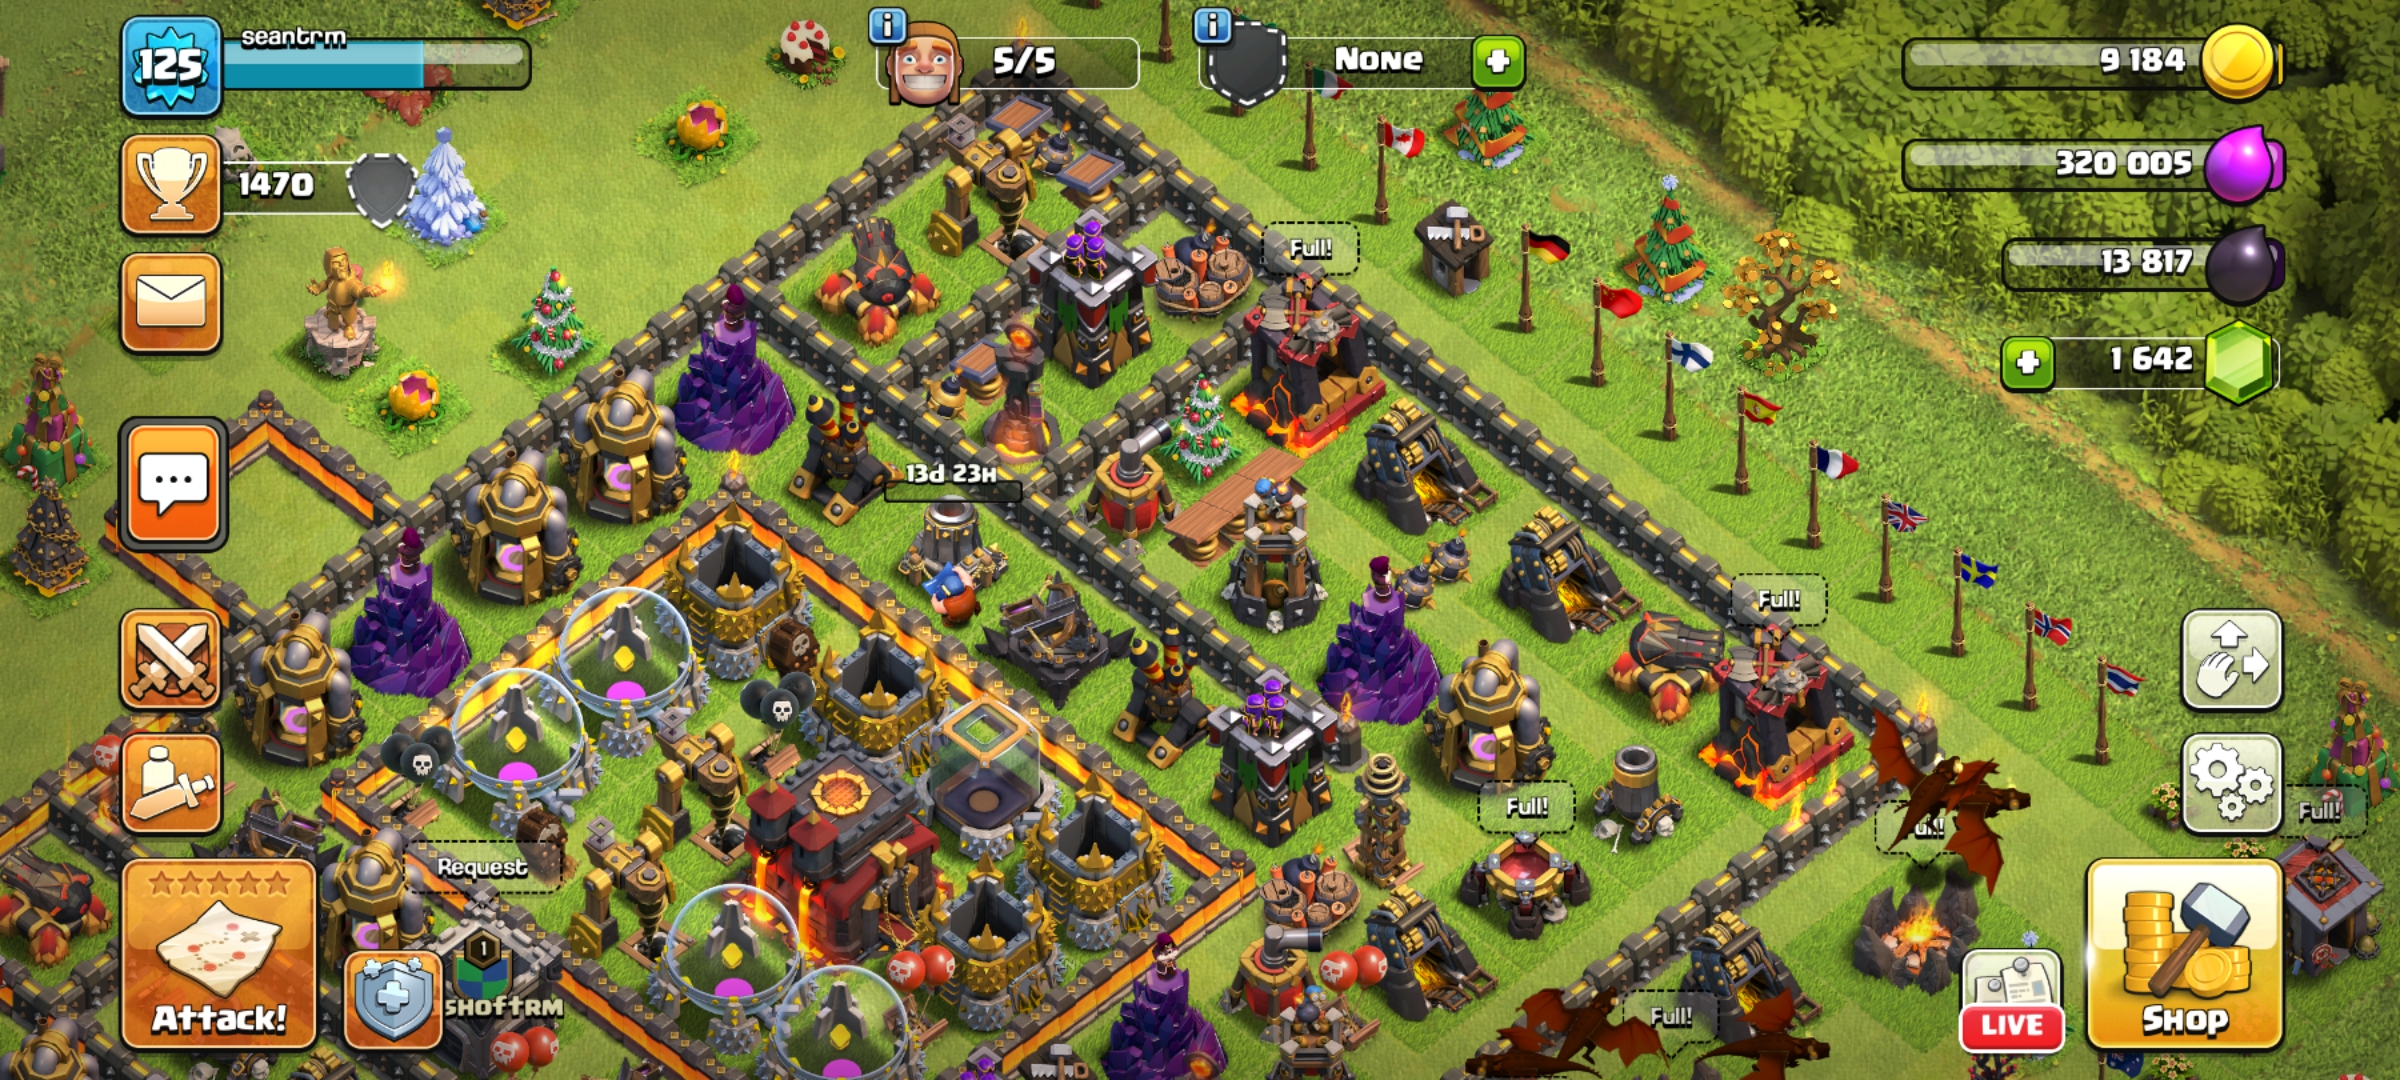 125
seantrm
5/5
None
9 184
1470
320 005
Full!
13 817
1 642
13d 23h
Full!
Full!
Full!
Request
1
shoftrm
Attack!
Full!
LIVE
Shop